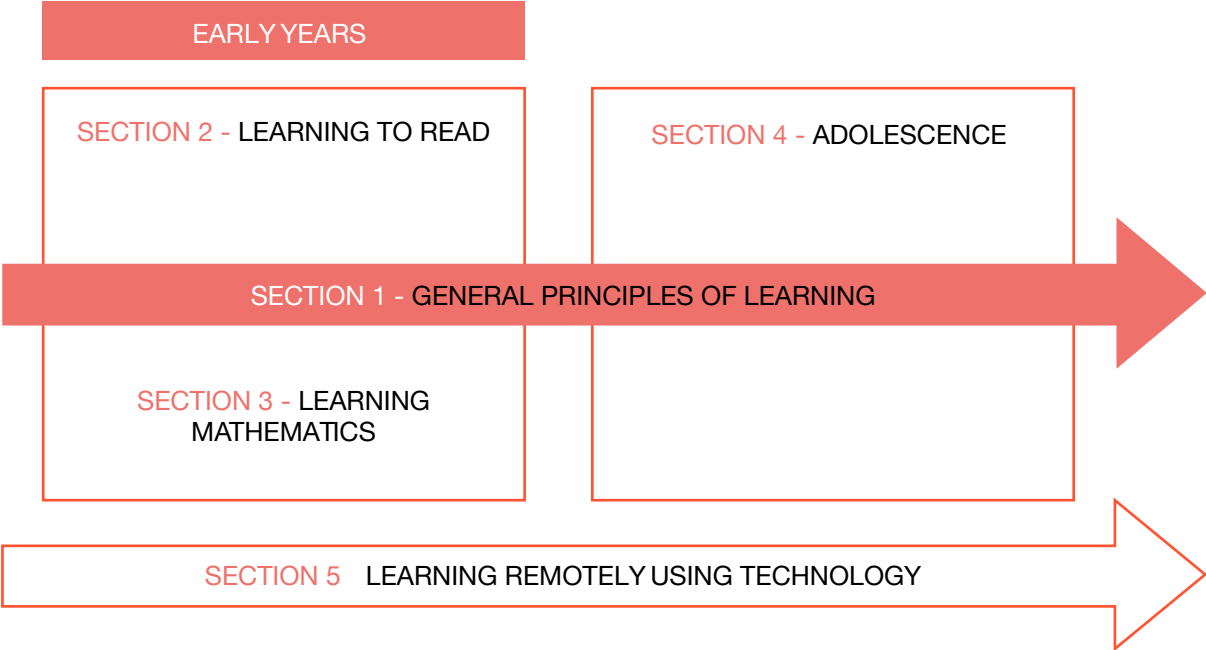 EARLY YEARS
SECTION 2 - LEARNING TO READ
SECTION 4 - ADOLESCENCE
SECTION 1 - GENERAL PRINCIPLES OF LEARNING
SECTION 3 - LEARNING
MATHEMATICS
SECTION 5 LEARNING REMOTELY USING TECHNOLOGY